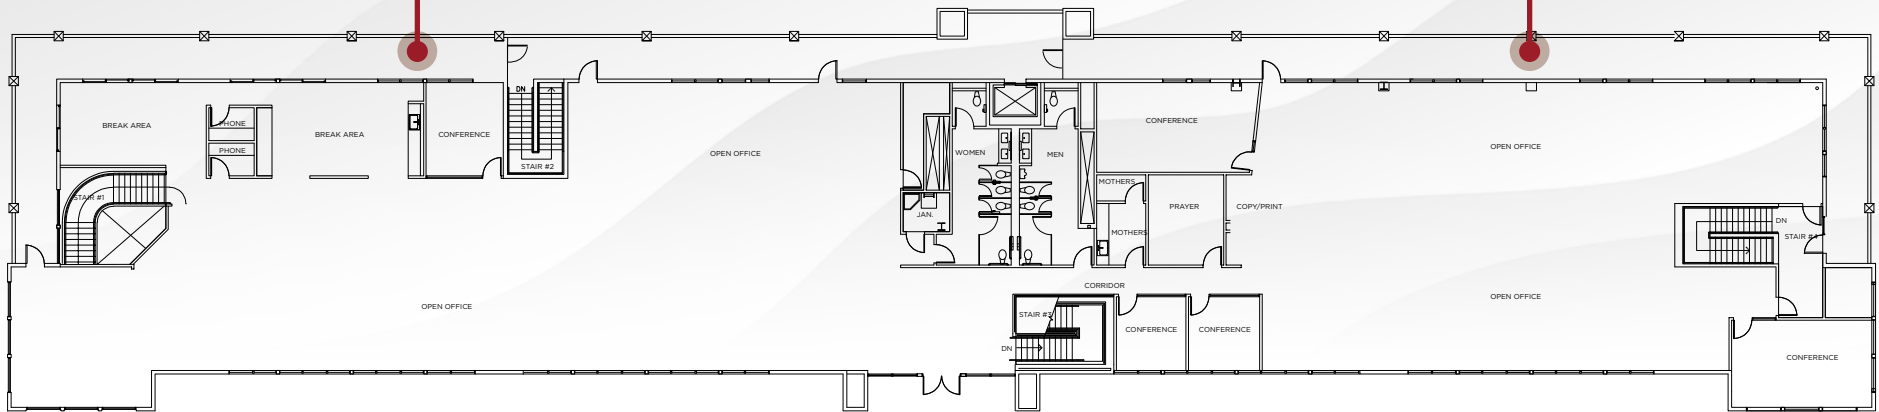 DN
BREAK AREA
PHONE
BREAK AREA
CONFERENCE
PHONE
STAIR #2
OPEN OFFICE
WOMEN
MEN
CONFERENCE
OPEN OFFICE
STAIR #1
JAN.
MOTHERS
PRAYER
COPY/PRINT
MOTHERS
DN
STAIR #4
OPEN OFFICE
CORRIDOR
OPEN OFFICE
STAIR #3
CONFERENCE
CONFERENCE
DN
CONFERENCE